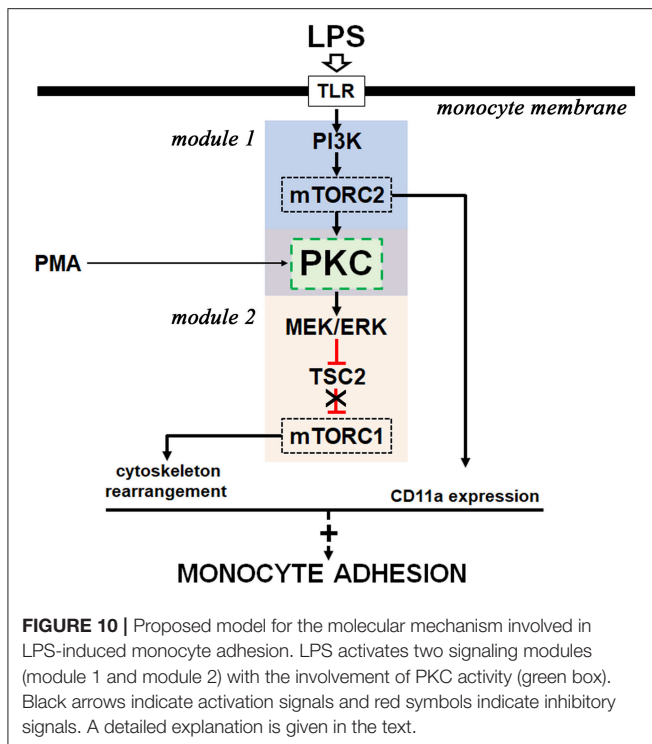 LPS
TLR
monocyte membrane
module 1
PI3K
mTORC2
PMA
PKC
module 2
MEK/ERK
TSC2
mTORC1
cytoskeleton
rearrangement
CD11a expression
+
MONOCYTE ADHESION
FIGURE 10 | Proposed model for the molecular mechanism involved in
LPS-induced monocyte adhesion. LPS activates two signaling modules
(module 1 and module 2) with the involvement of PKC activity (green box).
Black arrows indicate activation signals and red symbols indicate inhibitory
signals. A detailed explanation is given in the text.